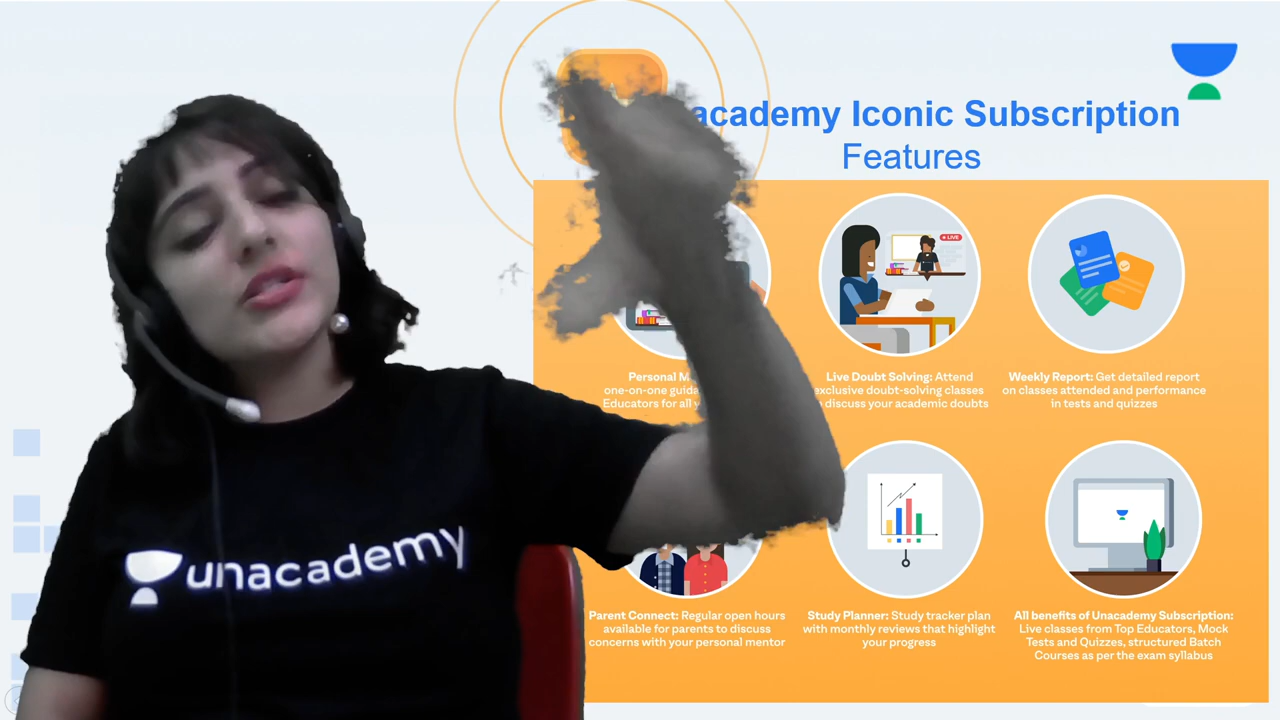 academy Iconic Subscription
Features
LIVE
Personal
one-on-one
Educators for all
Live Doubt Solving: Attend
exclusive doubt-solving classes
discuss your academic doubts
Weekly Report: Get detailed report
on classes attended and performance
in tests and quizzes
unacademy
Parent Connect: Regular open hours
available for parents to discuss
concerns with your personal mentor
Study Planner: Study tracker plan
with monthly reviews that highlight
your progress
All benefits of Unacademy Subscription:
Live classes from Top Educators, Mock
Tests and Quizzes, structured Batch
Courses as per the exam syllabus